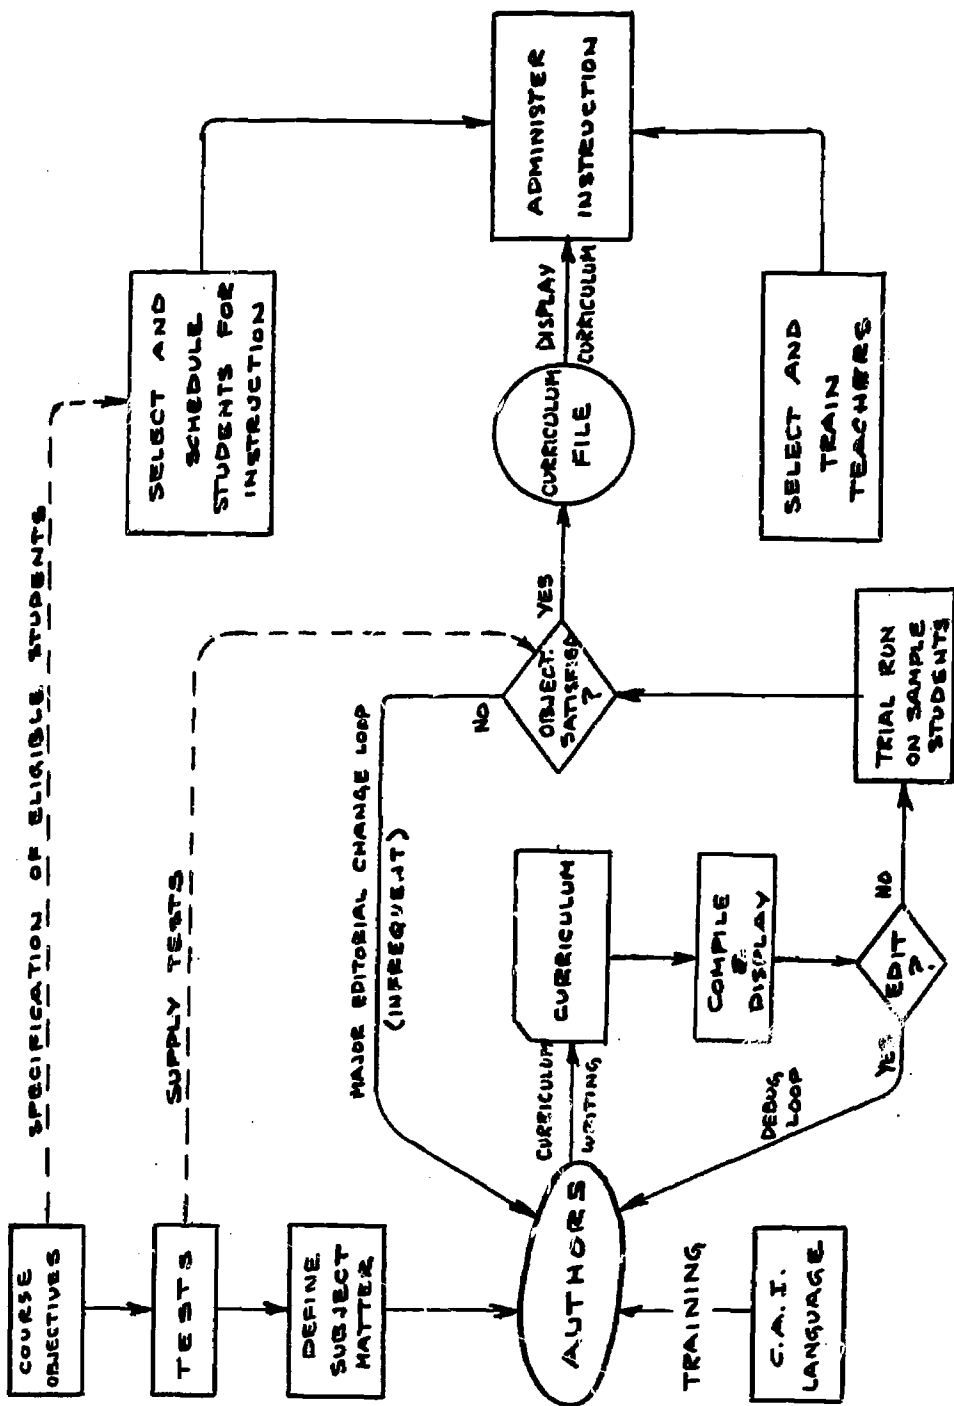 COURSE
OBJECTIVES
SPECIFICATION OF ELIGIBLE STUDENTS
TESTS
SUPPLY TESTS
DEFINE
SUBJECT
MATTER
SELECT AND
SCHEDULE
STUDENTS FOR
INSTRUCTION
MAJOR EDITORIAL CHANGE LOOP
(INFREQUENT)
NO
AUTHORS
CURRICULUM
WRITING
CURRICULUM
OBJECT.
SATISFIED
?
YES
CURRICULUM
FILE
DISPLAY
CURRICULUM
ADMINISTER
INSTRUCTION
COMPILE
&
DISPLAY
TRAINING
DEBUG
LOOP
YES
EDIT
?
NO
C.A.I.
LANGUAGE
TRIAL RUN
ON SAMPLE
STUDENTS
SELECT AND
TRAIN
TEACHERS